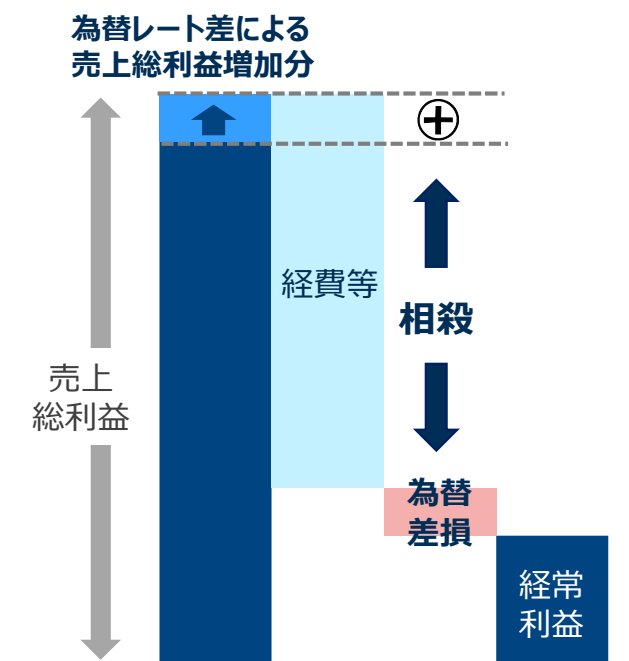 為替レート差による
売上総利益増加分
経費等
相殺
売上
総利益
為替
差損
経常
利益